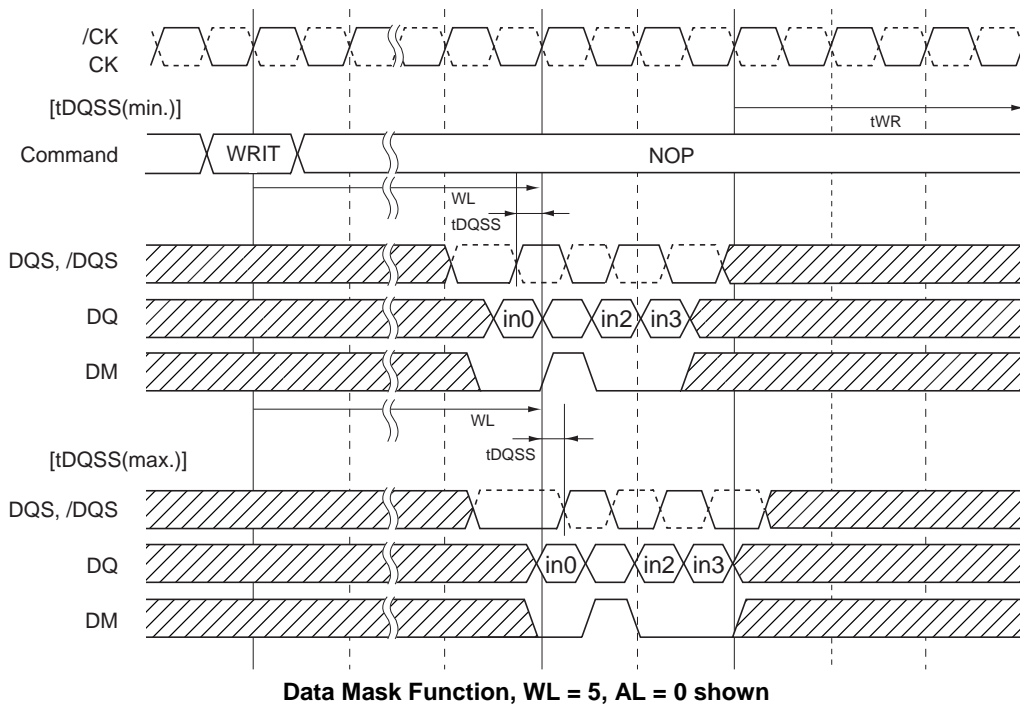 /CK
CK
[tDQSS(min.)]
tWR
Command WRIT NOP
WL
tDQSS
DQS, /DQS
DQ in0 in2 in3
DM
WL
tDQSS
[tDQSS(max.)]
DQS, /DQS
DQ in0 in2 in3
DM
Data Mask Function, WL = 5, AL = 0 shown